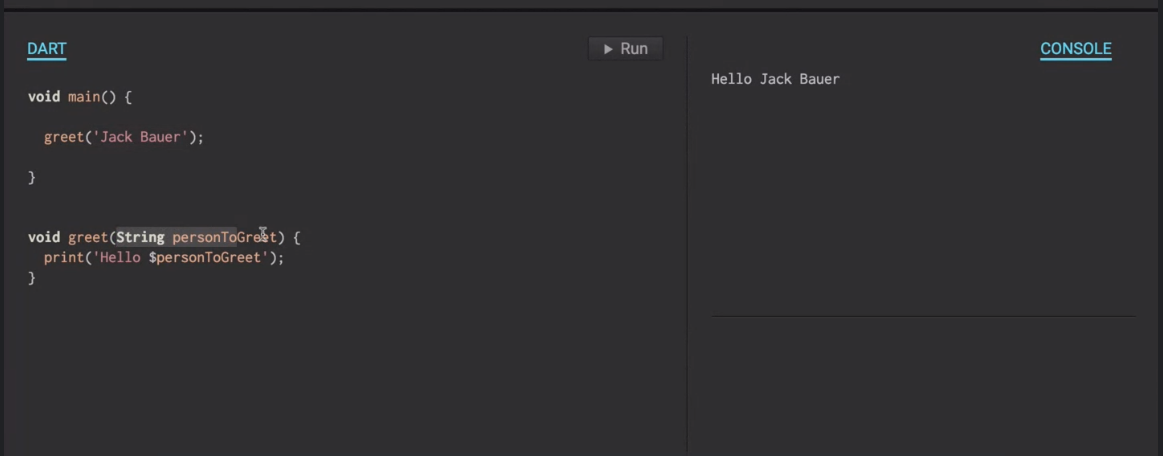 DART
Run
CONSOLE
void main() {
greet('Jack Bauer');
}
void greet(String personToGreet) {
print('Hello $personToGreet');
}
Hello Jack Bauer